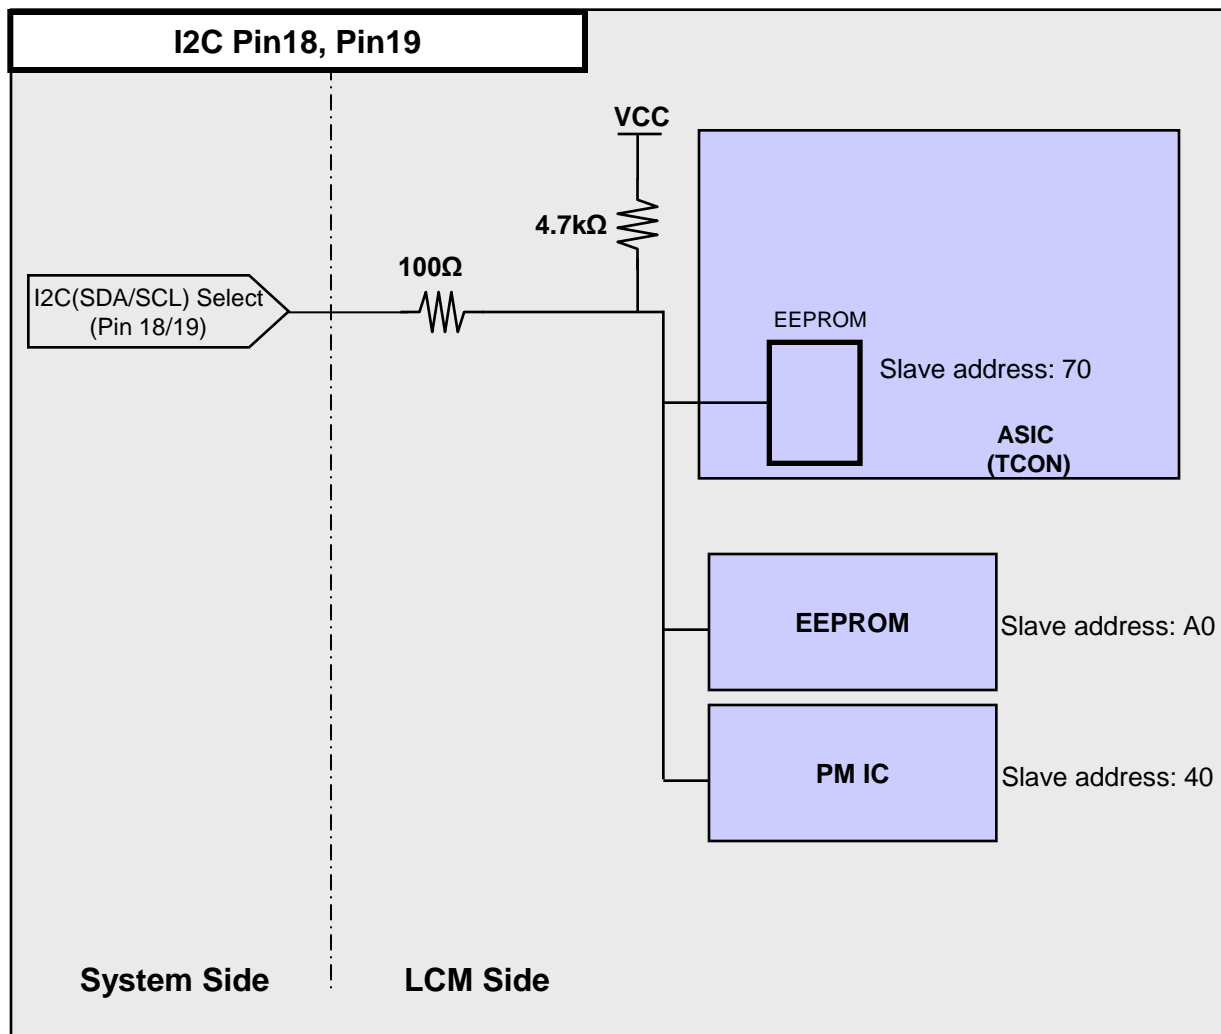 I2C Pin18, Pin19
VCC
4.7kΩ
100Ω
I2C(SDA/SCL) Select
(Pin 18/19)
EEPROM
Slave address: 70
ASIC
(TCON)
EEPROM
Slave address: A0
PM IC
Slave address: 40
System Side
LCM Side